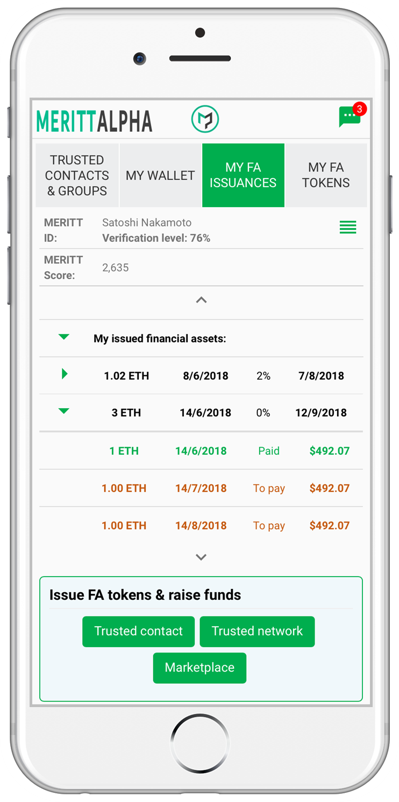 MERITTALPHA
3
TRUSTED
CONTACTS
& GROUPS
MY WALLET
MY FA
ISSUANCES
MY FA
TOKENS
MERITT
ID:
Satoshi Nakamoto
Verification level: 76%
MERITT
Score:
2,635
My issued financial assets:
1.02 ETH 8/6/2018 2% 7/8/2018
3 ETH 14/6/2018 0% 12/9/2018
1 ETH 14/6/2018 Paid $492.07
1.00 ETH 14/7/2018 To pay $492.07
1.00 ETH 14/8/2018 To pay $492.07
Issue FA tokens & raise funds
Trusted contact Trusted network
Marketplace